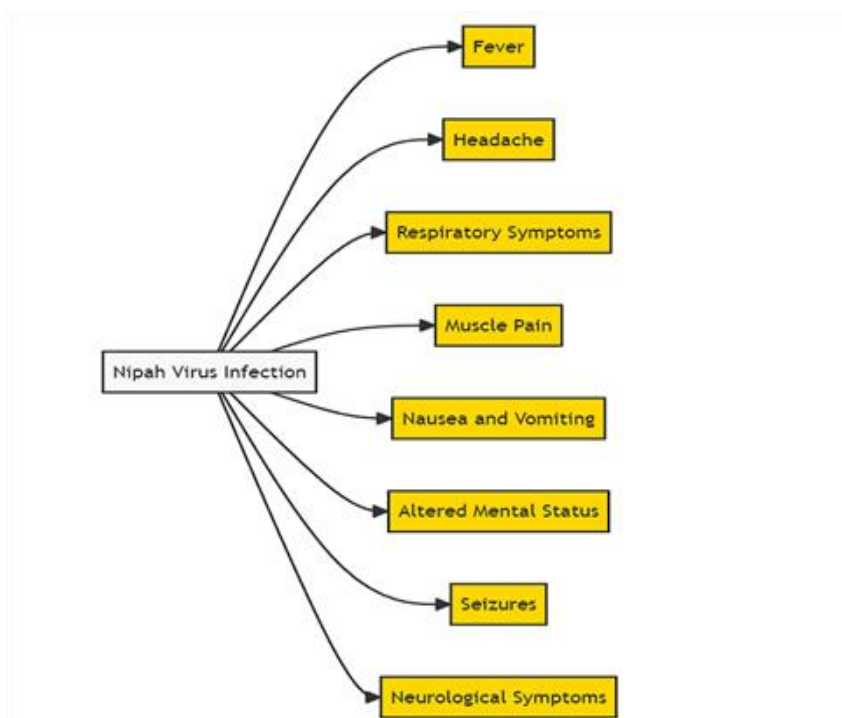 Fever
Headache
Respiratory Symptoms
Muscle Pain
Nipah Virus Infection
Nausea and Vomiting
Altered Mental Status
Seizures
Neurological Symptoms